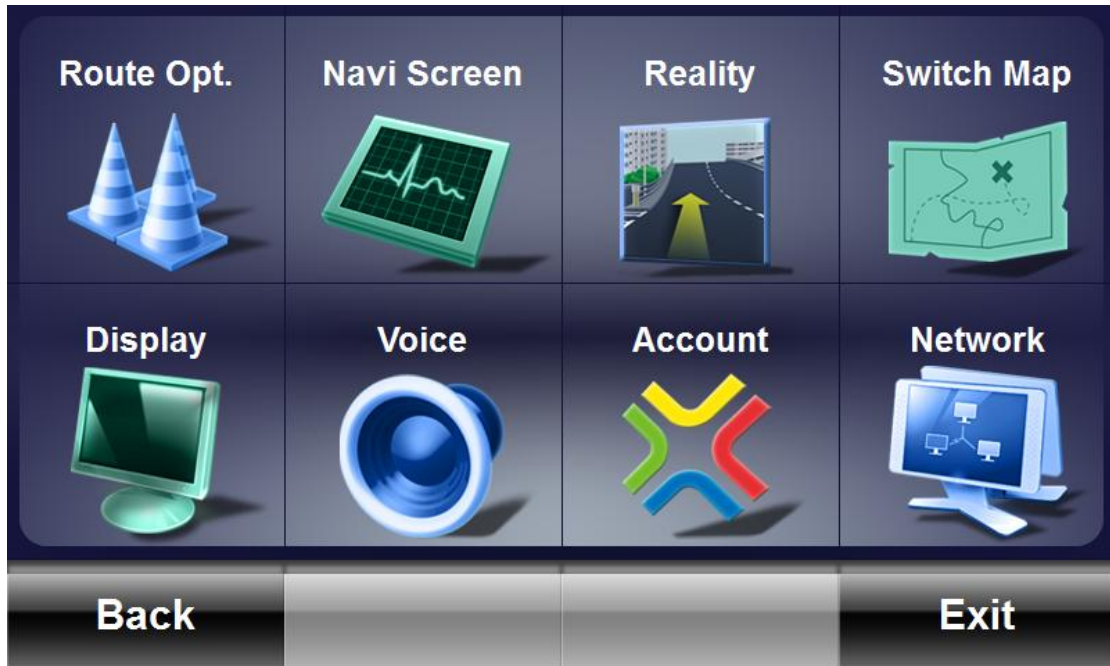 Route Opt.
Navi Screen
Reality
Switch Map
Display
Voice
Account
Network
Back
Exit